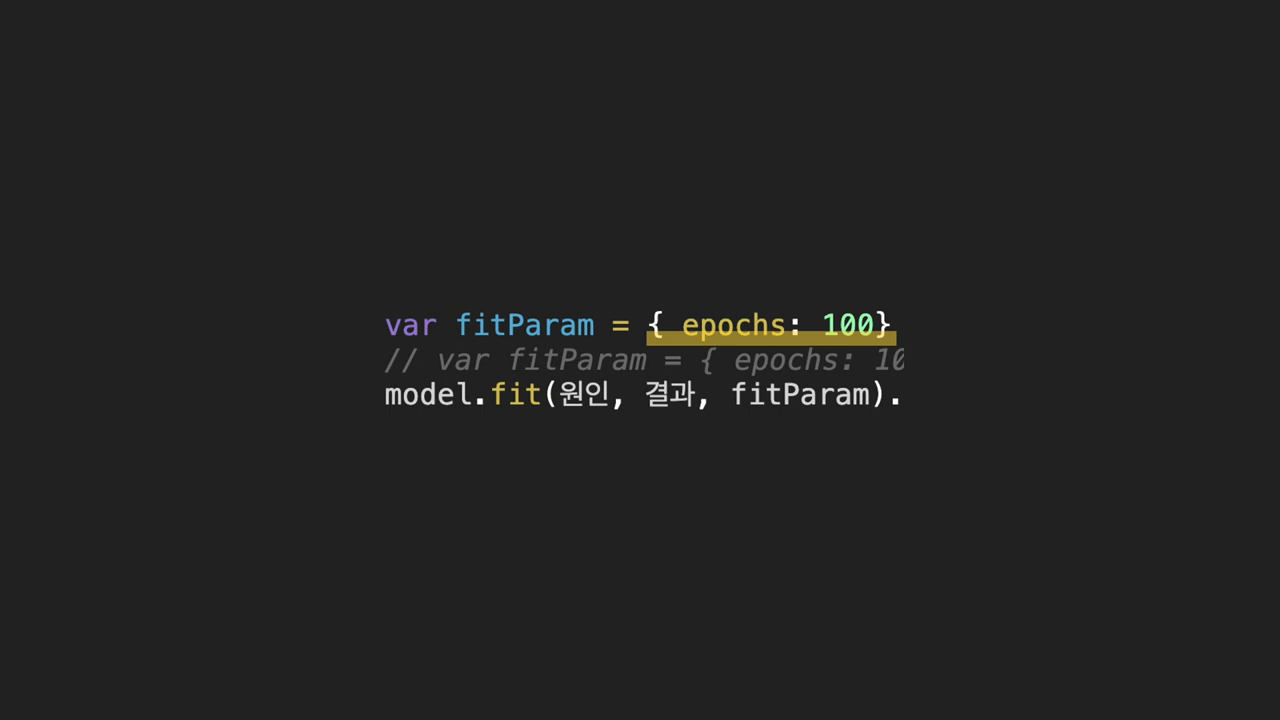 var fitParam = { epochs: 100}
// var fitParam = { epochs: 10
model.fit(원인, 결과, fitParam).